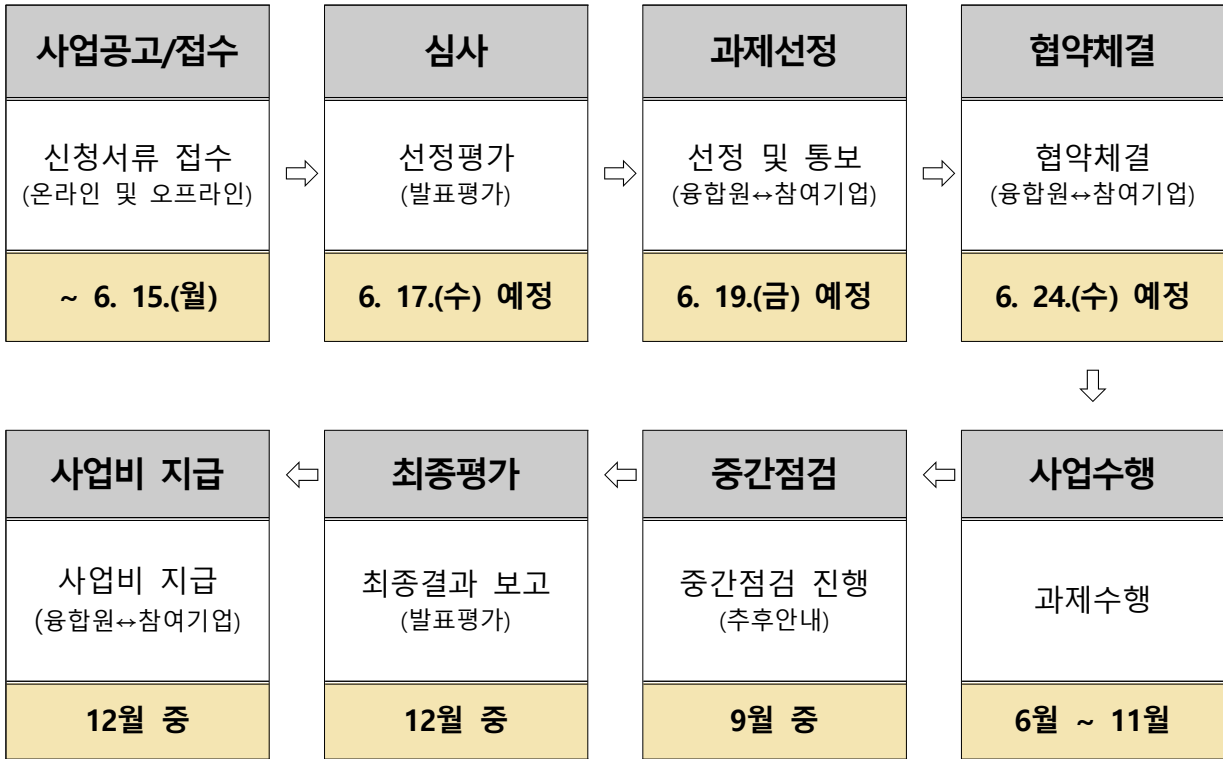 사업공고/접수
신청서류 접수
(온라인 및 오프라인)
~ 6. 15.(월)
⇨
심사
선정평가
(발표평가)
6. 17.(수) 예정
⇨
과제선정
선정 및 통보
(융합원↔참여기업)
6. 19.(금) 예정
⇨
협약체결
협약체결
(융합원↔참여기업)
6. 24.(수) 예정
⇩
사업수행
과제수행
6월 ~ 11월
⇦
중간점검
중간점검 진행
(추후안내)
9월 중
⇦
최종평가
최종결과 보고
(발표평가)
12월 중
⇦
사업비 지급
사업비 지급
(융합원↔참여기업)
12월 중